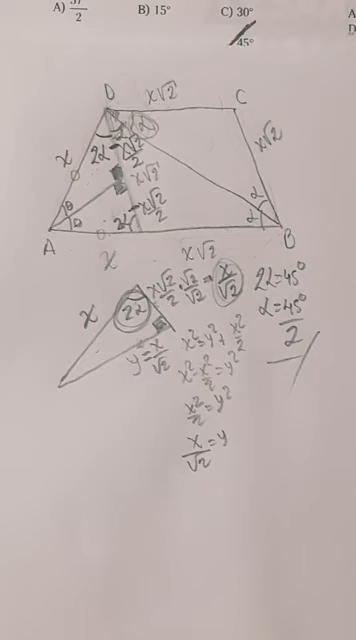 A) 37/2 B) 15° C) 30°
45°
D x√2 C
α
2α x√2/2
x x√2 x√2
θ x√2/2 α
θ 2α α
A x B
x√2
x√2/2 · √2/√2 = x/√2 2α=45°
x 2α α=45°/2
x²=y²+x²/2
y=x/√2
x²-x²/2=y²
x²/2=y²
x/√2=y